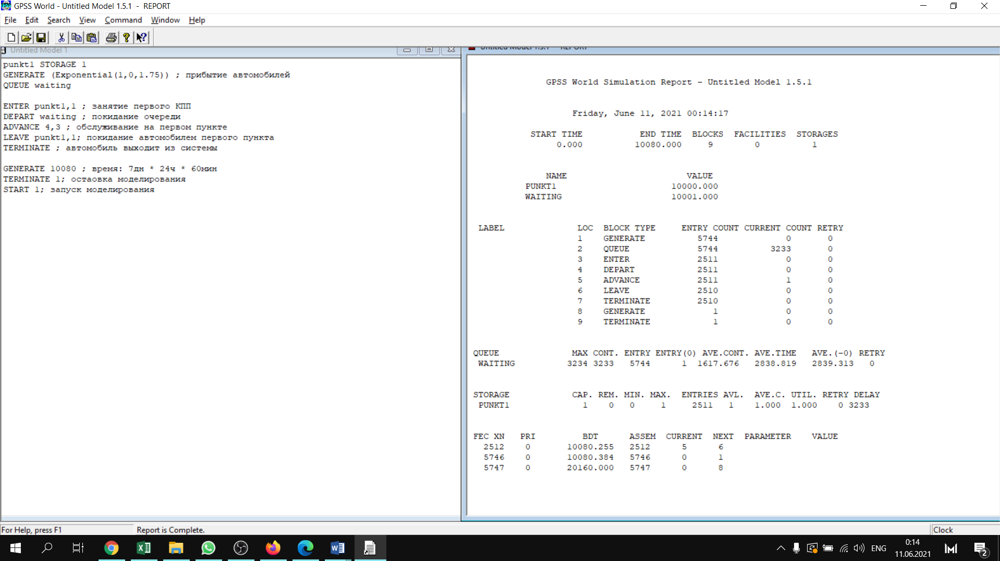 GPSS World - Untitled Model 1.5.1 - REPORT
File Edit Search View Command Window Help
Untitled Model 1
punkt1 STORAGE 1
GENERATE (Exponential(1,0,1.75)) ; прибытие автомобилей
QUEUE waiting
ENTER punkt1,1 ; занятие первого КПП
DEPART waiting ; покидание очереди
ADVANCE 4,3 ; обслуживание на первом пункте
LEAVE punkt1,1; покидание автомобилем первого пункта
TERMINATE ; автомобиль выходит из системы
GENERATE 10080 ; время: 7дн * 24ч * 60мин
TERMINATE 1; остаовка моделирования
START 1; запуск моделирования
Untitled Model 1.5.1 - REPORT
GPSS World Simulation Report - Untitled Model 1.5.1
Friday, June 11, 2021 00:14:17
START TIME END TIME BLOCKS FACILITIES STORAGES
0.000 10080.000 9 0 1
NAME VALUE
PUNKT1 10000.000
WAITING 10001.000
LABEL LOC BLOCK TYPE ENTRY COUNT CURRENT COUNT RETRY
1 GENERATE 5744 0 0
2 QUEUE 5744 3233 0
3 ENTER 2511 0 0
4 DEPART 2511 0 0
5 ADVANCE 2511 1 0
6 LEAVE 2510 0 0
7 TERMINATE 2510 0 0
8 GENERATE 1 0 0
9 TERMINATE 1 0 0
QUEUE MAX CONT. ENTRY ENTRY(0) AVE.CONT. AVE.TIME AVE.(-0) RETRY
WAITING 3234 3233 5744 1 1617.676 2838.819 2839.313 0
STORAGE CAP. REM. MIN. MAX. ENTRIES AVL. AVE.C. UTIL. RETRY DELAY
PUNKT1 1 0 0 1 2511 1 1.000 1.000 0 3233
FEC XN PRI BDT ASSEM CURRENT NEXT PARAMETER VALUE
2512 0 10080.255 2512 5 6
5746 0 10080.384 5746 0 1
5747 0 20160.000 5747 0 8
For Help, press F1 Report is Complete. Clock
ENG 0:14
11.06.2021
2